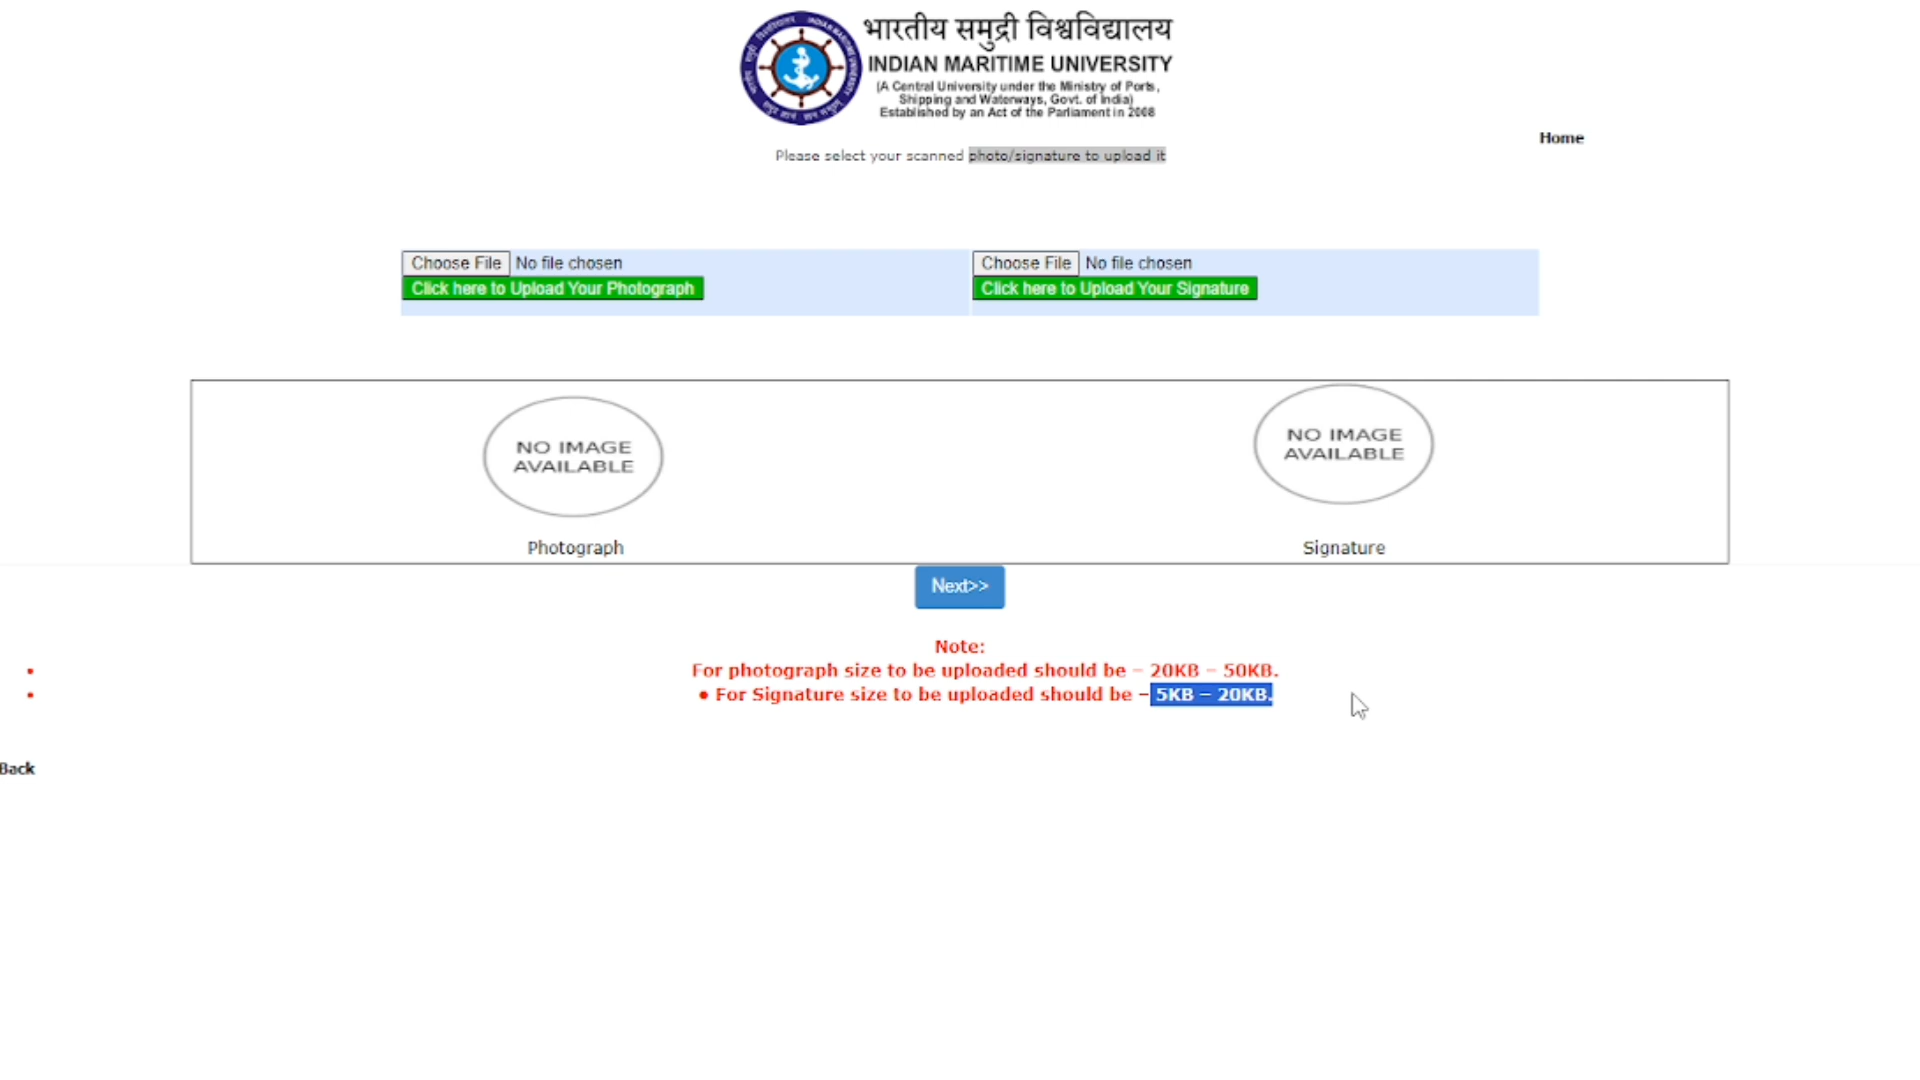 भारतीय समुद्री विश्वविद्यालय
INDIAN MARITIME UNIVERSITY
(A Central University under the Ministry of Ports,
Shipping and Waterways, Govt. of India)
Established by an Act of the Parliament in 2008
Home
Please select your scanned photo/signature to upload it
Choose File No file chosen
Click here to Upload Your Photograph
Choose File No file chosen
Click here to Upload Your Signature
NO IMAGE
AVAILABLE
Photograph
NO IMAGE
AVAILABLE
Signature
Next>>
Note:
For photograph size to be uploaded should be – 20KB – 50KB.
• For Signature size to be uploaded should be – 5KB – 20KB.
Back